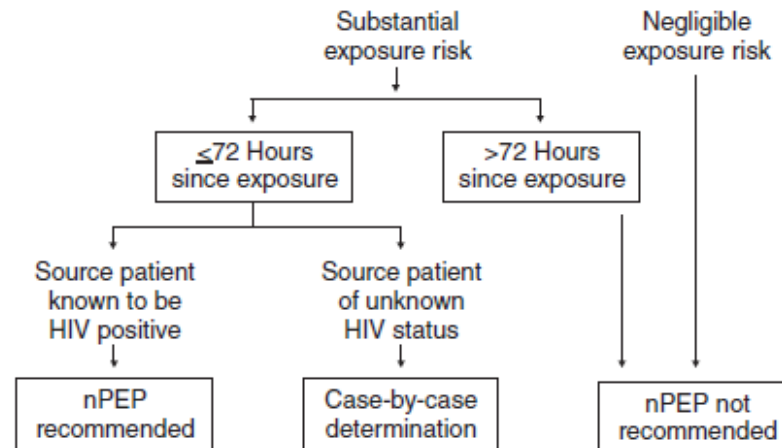 Substantial
exposure risk
Negligible
exposure risk
≤72 Hours
since exposure
>72 Hours
since exposure
Source patient
known to be
HIV positive
Source patient
of unknown
HIV status
nPEP
recommended
Case-by-case
determination
nPEP not
recommended